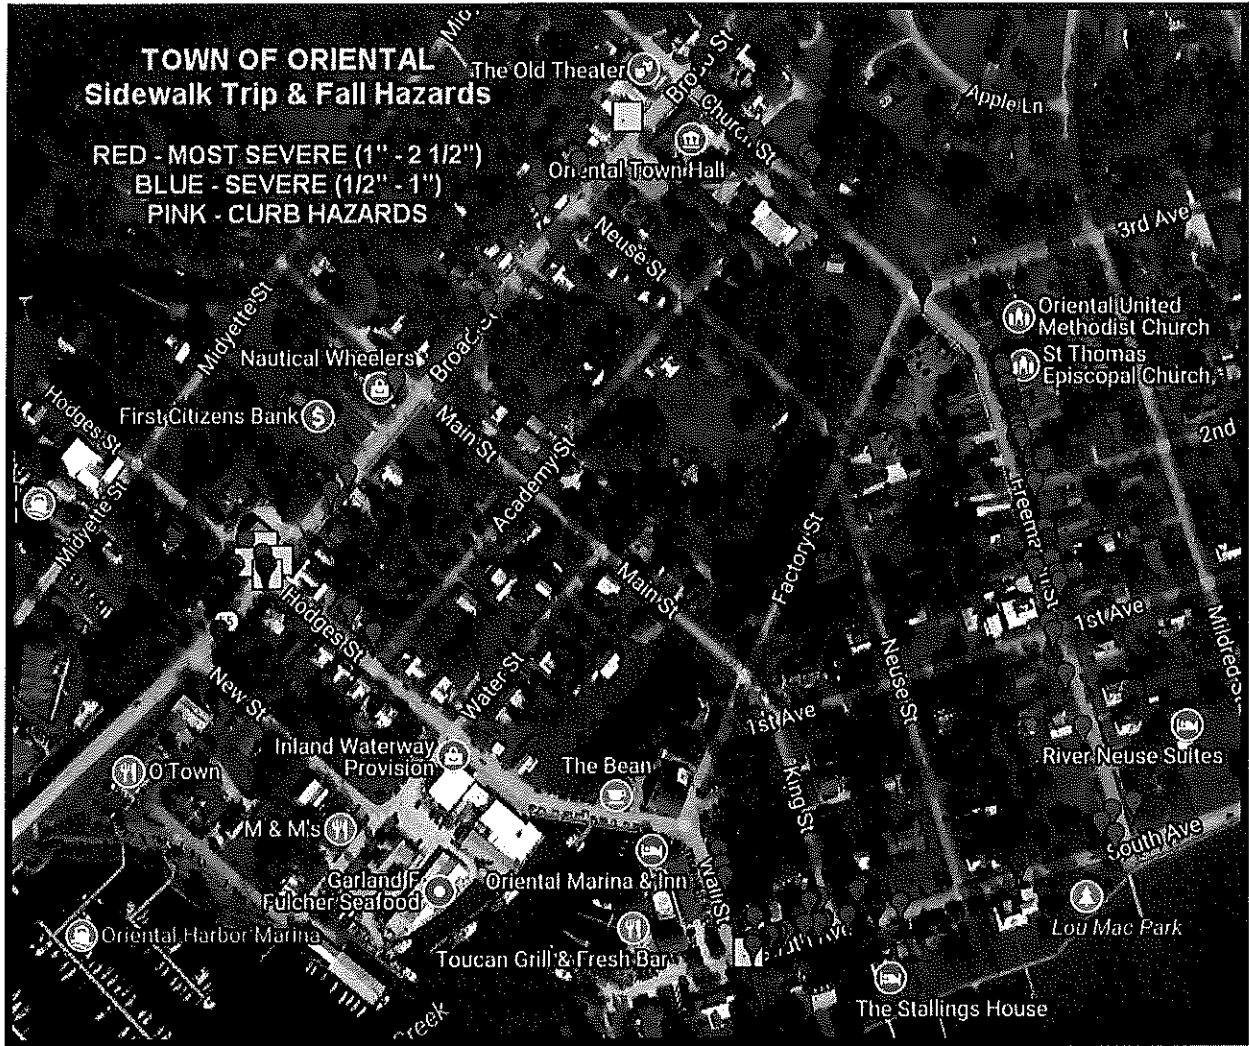 TOWN OF ORIENTAL
Sidewalk Trip & Fall Hazards
RED - MOST SEVERE (1" - 2 1/2")
BLUE - SEVERE (1/2" - 1")
PINK - CURB HAZARDS
The Old Theater
Broad St
Church St
Apple Ln
Oriental Town Hall
Neuse St
3rd Ave
Midyette St
Oriental United
Methodist Church
St Thomas
Episcopal Church
Nautical Wheelers
Broad St
First Citizens Bank
Hodges St
Main St
2nd
Academy St
Midyette St
Factory St
Main St
Hodges St
1st Ave
Mildred St
Neuse St
Water St
New St
1st Ave
Inland Waterway
Provision
The Bean
River Neuse Suites
O'Town
King St
M & M's
South Ave
Garland F.
Fulcher Seafood
Oriental Marina & Inn
Wall St
Lou Mac Park
Oriental Harbor Marina
Toucan Grill & Fresh Bar
The Stallings House
Creek